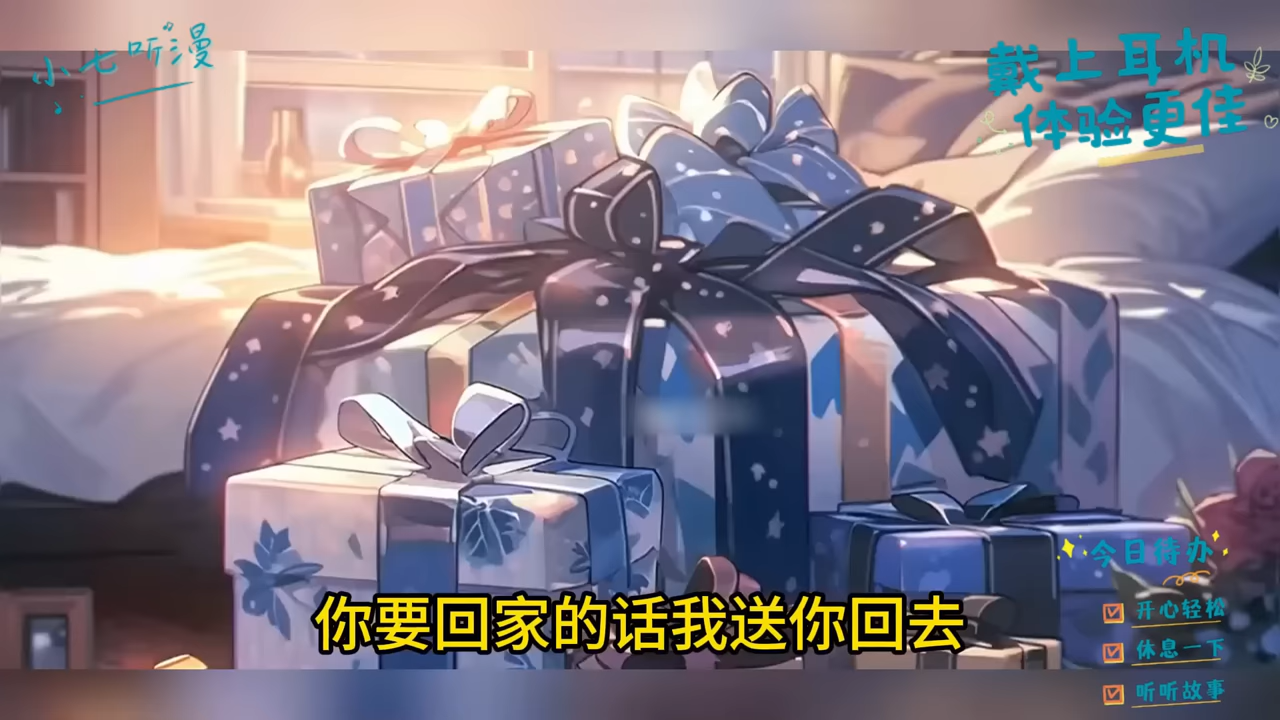 小七听漫
戴上耳机
体验更佳
今日待办
开心轻松
休息一下
听听故事
你要回家的话我送你回去